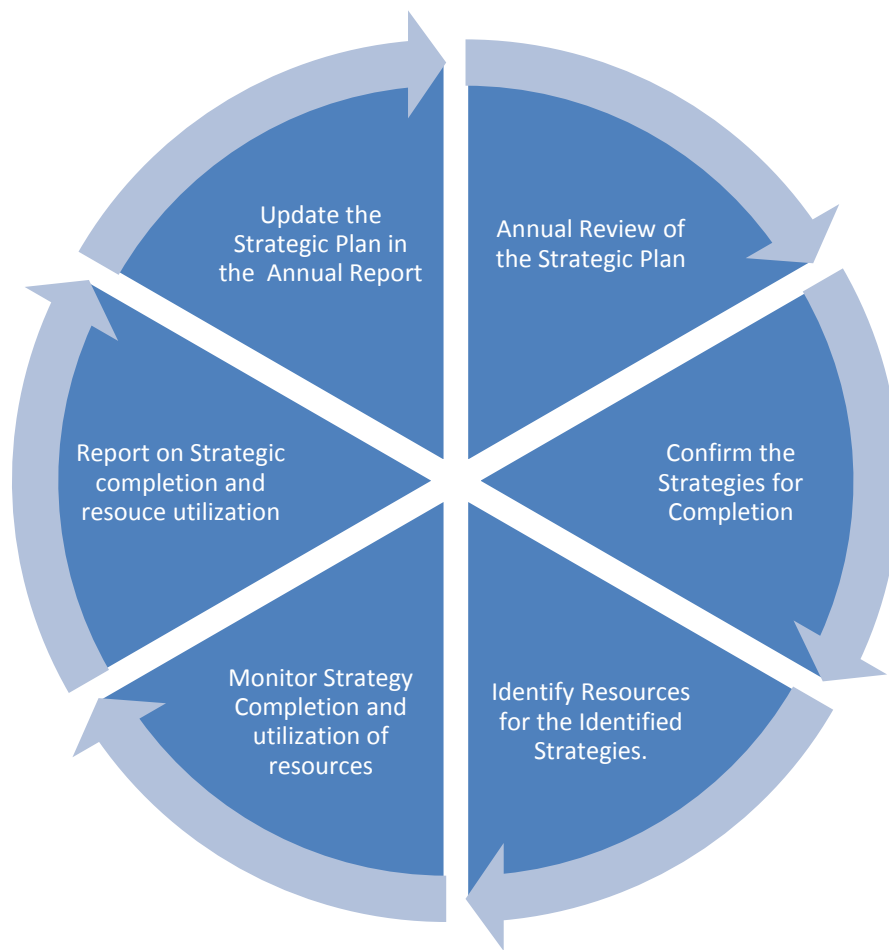 Annual Review of
the Strategic Plan
Confirm the
Strategies for
Completion
Identify Resources
for the Identified
Strategies.
Monitor Strategy
Completion and
utilization of
resources
Report on Strategic
completion and
resouce utilization
Update the
Strategic Plan in
the  Annual Report